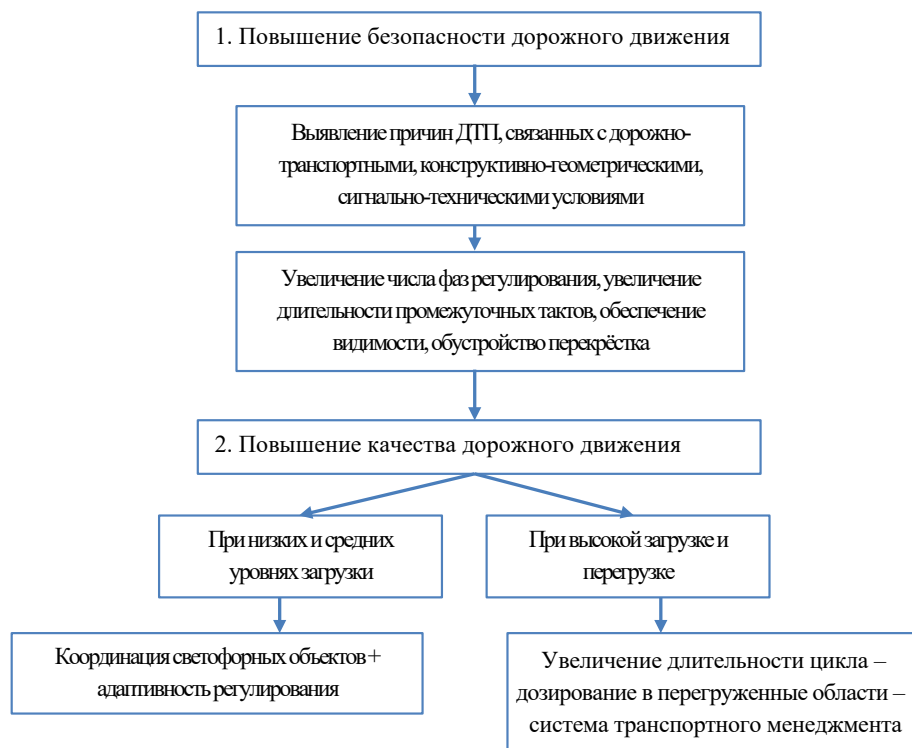 1. Повышение безопасности дорожного движения
Выявление причин ДТП, связанных с дорожно-
транспортными, конструктивно-геометрическими,
сигнально-техническими условиями
Увеличение числа фаз регулирования, увеличение
длительности промежуточных тактов, обеспечение
видимости, обустройство перекрёстка
2. Повышение качества дорожного движения
При низких и средних
уровнях загрузки
При высокой загрузке и
перегрузке
Координация светофорных объектов +
адаптивность регулирования
Увеличение длительности цикла –
дозирование в перегруженные области –
система транспортного менеджмента